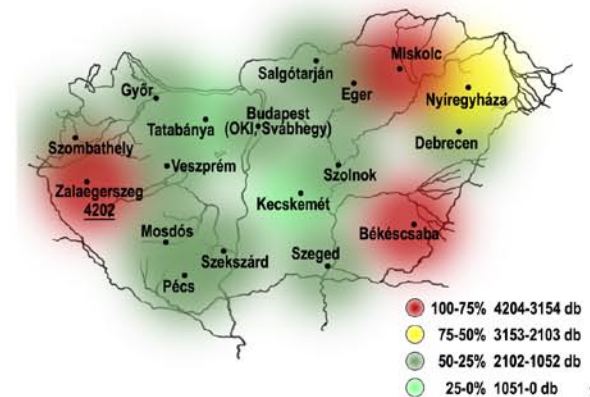 Miskolc
Salgótarján
Eger
Győr
Nyíregyháza
Budapest
Tatabánya
(OKI, Svábhegy)
Debrecen
Szombathely
Veszprém
Szolnok
Zalaegerszeg
4202
Kecskemét
Mosdós
Békéscsaba
Szekszárd
Szeged
Pécs
100-75% 4204-3154 db
75-50% 3153-2103 db
50-25% 2102-1052 db
25-0% 1051-0 db